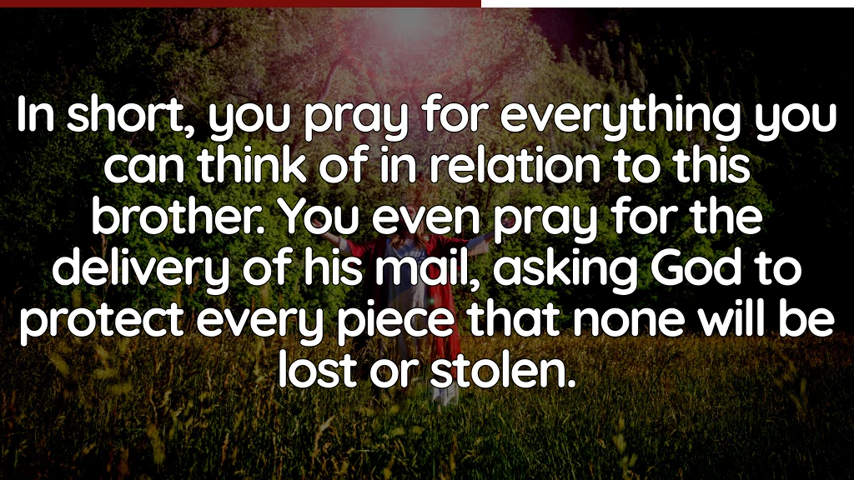 In short, you pray for everything you
can think of in relation to this
brother. You even pray for the
delivery of his mail, asking God to
protect every piece that none will be
lost or stolen.